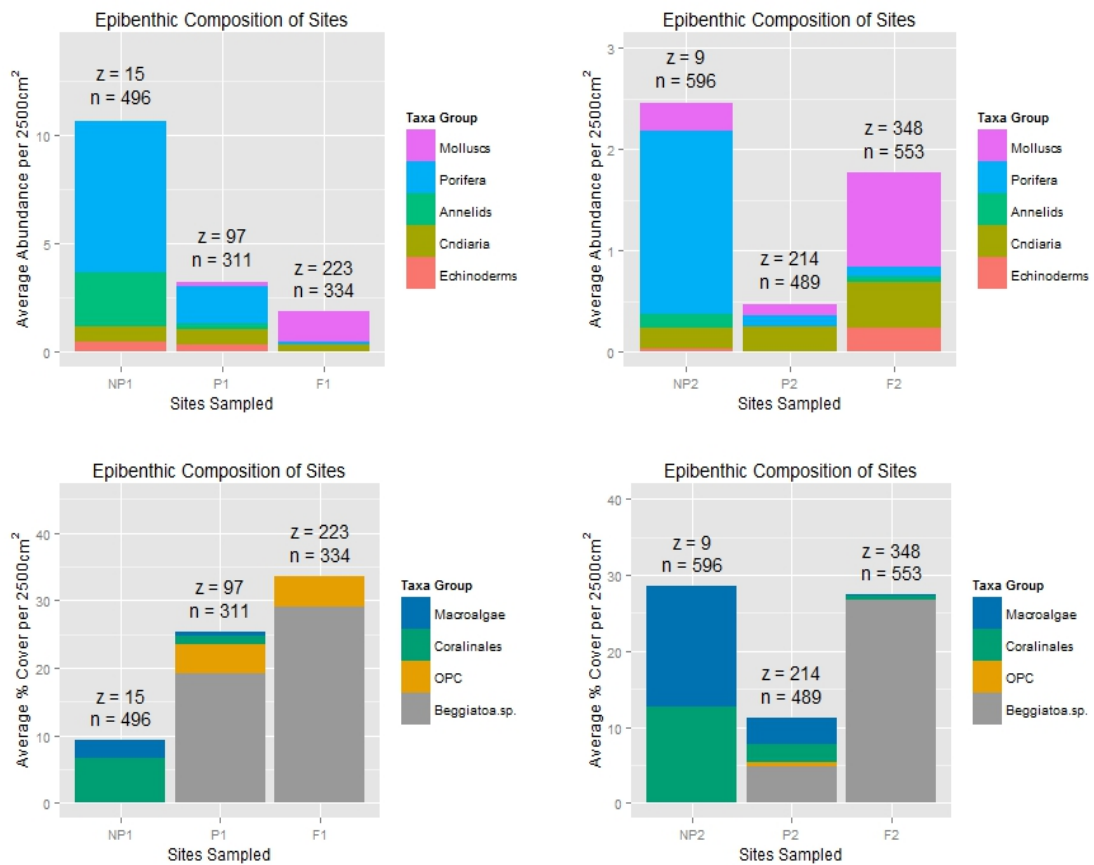 Epibenthic Composition of Sites
Average Abundance per 2500cm²
10
5
0
z = 15
n = 496
z = 97
n = 311
z = 223
n = 334
NP1 P1 F1
Sites Sampled
Taxa Group
Molluscs
Porifera
Annelids
Cndiaria
Echinoderms
Epibenthic Composition of Sites
Average Abundance per 2500cm²
3
2
1
0
z = 9
n = 596
z = 214
n = 489
z = 348
n = 553
NP2 P2 F2
Sites Sampled
Taxa Group
Molluscs
Porifera
Annelids
Cndiaria
Echinoderms
Epibenthic Composition of Sites
Average % Cover per 2500cm²
40
30
20
10
0
z = 15
n = 496
z = 97
n = 311
z = 223
n = 334
NP1 P1 F1
Sites Sampled
Taxa Group
Macroalgae
Coralinales
OPC
Beggiatoa.sp.
Epibenthic Composition of Sites
Average % Cover per 2500cm²
40
30
20
10
0
z = 9
n = 596
z = 214
n = 489
z = 348
n = 553
NP2 P2 F2
Sites Sampled
Taxa Group
Macroalgae
Coralinales
OPC
Beggiatoa.sp.